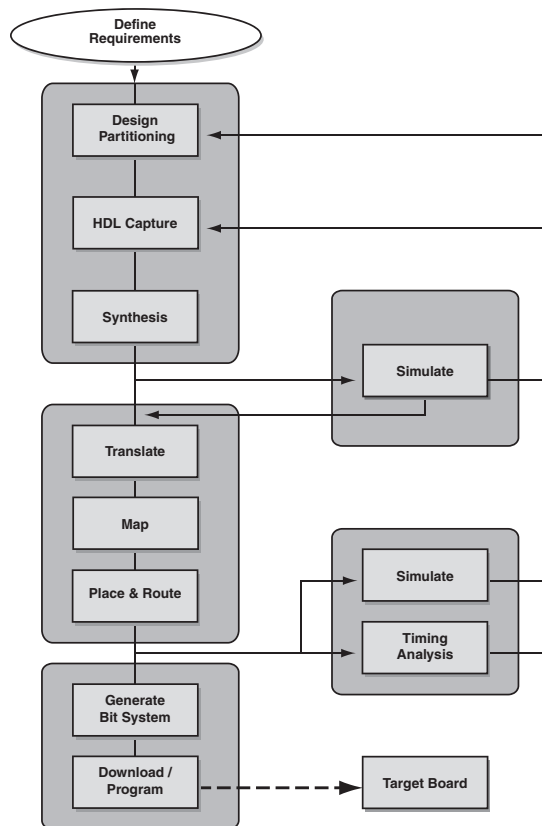 Define
Requirements
Design
Partitioning
HDL Capture
Synthesis
Simulate
Translate
Map
Place & Route
Simulate
Timing
Analysis
Generate
Bit System
Download /
Program
Target Board